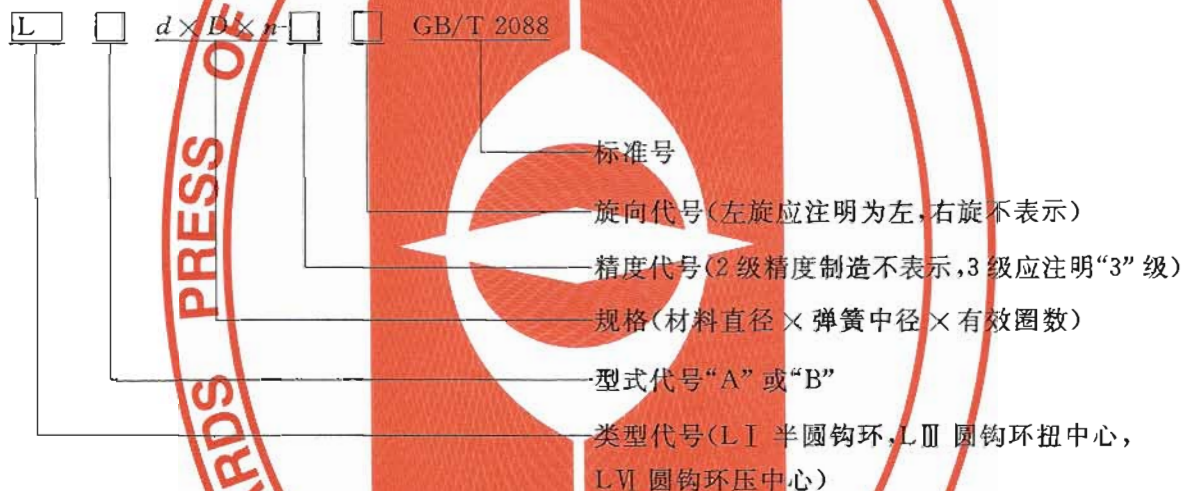 L d×D×n- GB/T 2088
标准号
旋向代号(左旋应注明为左,右旋不表示)
精度代号(2级精度制造不表示,3级应注明“3”级)
规格(材料直径×弹簧中径×有效圈数)
型式代号“A”或“B”
类型代号(LⅠ 半圆钩环,LⅢ 圆钩环扭中心,
LⅥ 圆钩环压中心)
ARDS PRESS OF